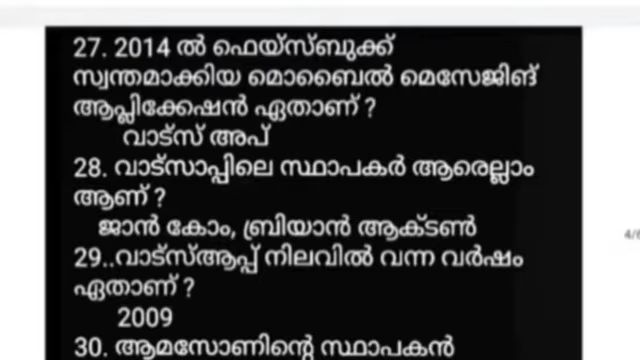 27. 2014 ൽ ഫെയ്സ്ബുക്ക്
സ്വന്തമാക്കിയ മൊബൈൽ മെസേജിങ്
ആപ്ലിക്കേഷൻ ഏതാണ് ?
വാട്സ് അപ്
28. വാട്സാപ്പിലെ സ്ഥാപകർ ആരെല്ലാം
ആണ് ?
ജാൻ കോം, ബ്രിയാൻ ആക്ടൺ
29..വാട്സ്ആപ്പ് നിലവിൽ വന്ന വർഷം
ഏതാണ് ?
2009
30. ആമസോണിന്റെ സ്ഥാപകൻ